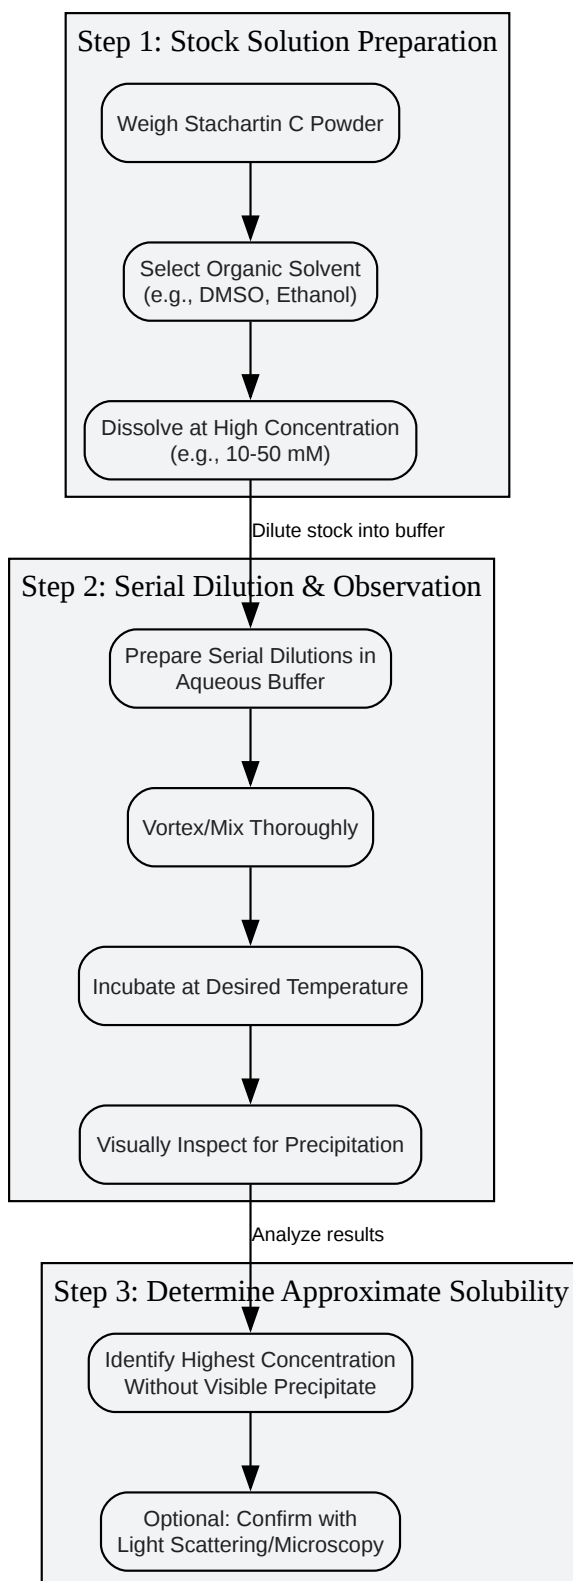 Step 1: Stock Solution Preparation
Weigh Stachartin C Powder
Select Organic Solvent
(e.g., DMSO, Ethanol)
Dissolve at High Concentration
(e.g., 10-50 mM)
Dilute stock into buffer
Step 2: Serial Dilution & Observation
Prepare Serial Dilutions in
Aqueous Buffer
Vortex/Mix Thoroughly
Incubate at Desired Temperature
Visually Inspect for Precipitation
Analyze results
Step 3: Determine Approximate Solubility
Identify Highest Concentration
Without Visible Precipitate
Optional: Confirm with
Light Scattering/Microscopy